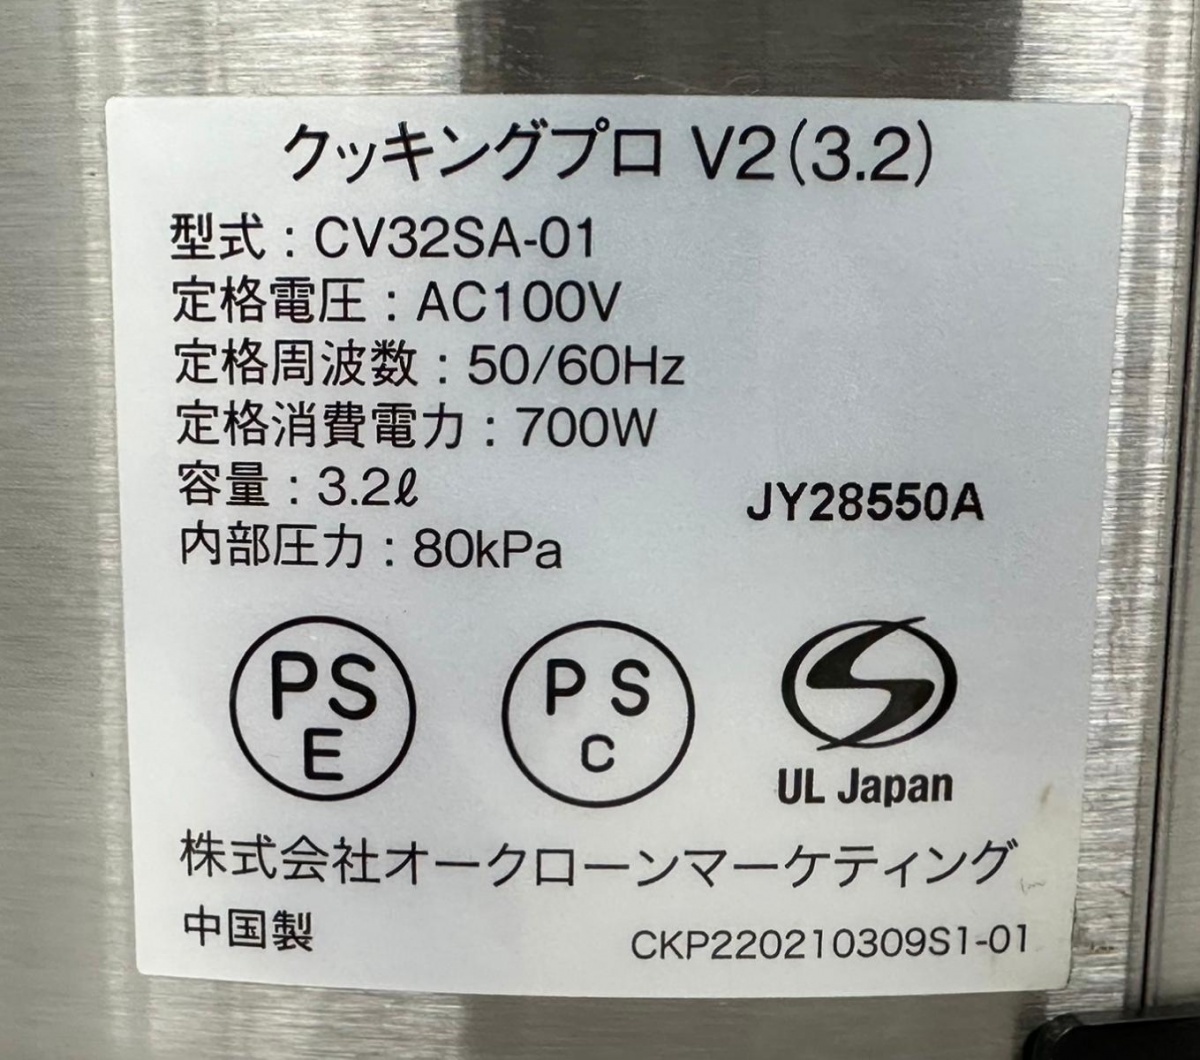 クッキングプロ V2(3.2)
型式 : CV32SA-01
定格電圧 : AC100V
定格周波数 : 50/60Hz
定格消費電力 : 700W
容量 : 3.2ℓ
内部圧力 : 80kPa
JY28550A
PS
E
PS
C
UL Japan
株式会社オークローンマーケティング
中国製
CKP220210309S1-01